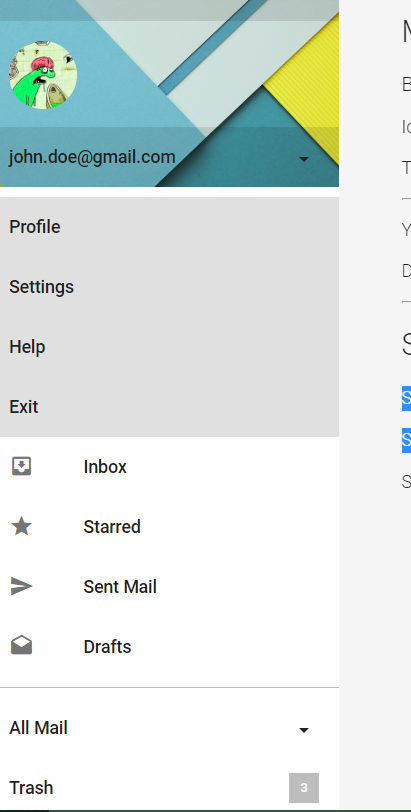 john.doe@gmail.com
Profile
Settings
Help
Exit
Inbox
Starred
Sent Mail
Drafts
All Mail
Trash 3